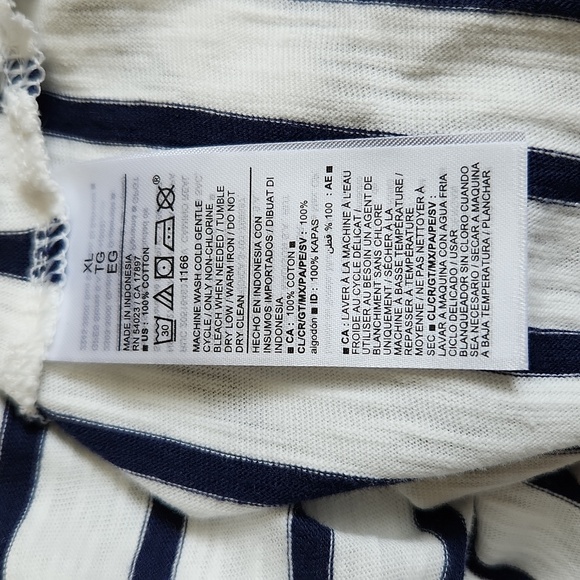 XL
TG
EG
MADE IN INDONESIA
RN 54023 / CA 17897
■ US : 100% COTTON
30
1166
MACHINE WASH COLD, GENTLE
CYCLE / ONLY NON-CHLORINE
BLEACH WHEN NEEDED / TUMBLE
DRY LOW / WARM IRON / DO NOT
DRY CLEAN
HECHO EN INDONESIA CON
INSUMOS IMPORTADOS / DIBUAT DI
INDONESIA
■ CA : 100% COTON ■
CL/CR/GT/MX/PA/PE/SV : 100%
algodón ■ ID : 100% KAPAS
■ AE : 100 % قطن
■ CA : LAVER À LA MACHINE À L'EAU
FROIDE AU CYCLE DÉLICAT /
UTILISER AU BESOIN UN AGENT DE
BLANCHIMENT SANS CHLORE
UNIQUEMENT / SÉCHER À LA
MACHINE À BASSE TEMPÉRATURE /
REPASSER À TEMPÉRATURE
MOYENNE / NE PAS NETTOYER À
SEC ■ CL/CR/GT/MX/PA/PE/SV :
LAVAR A MAQUINA CON AGUA FRIA
CICLO DELICADO / USAR
BLANQUEADOR SIN CLORO CUANDO
SEA NECESARIO / SECAR A MAQUINA
A BAJA TEMPERATURA / PLANCHAR